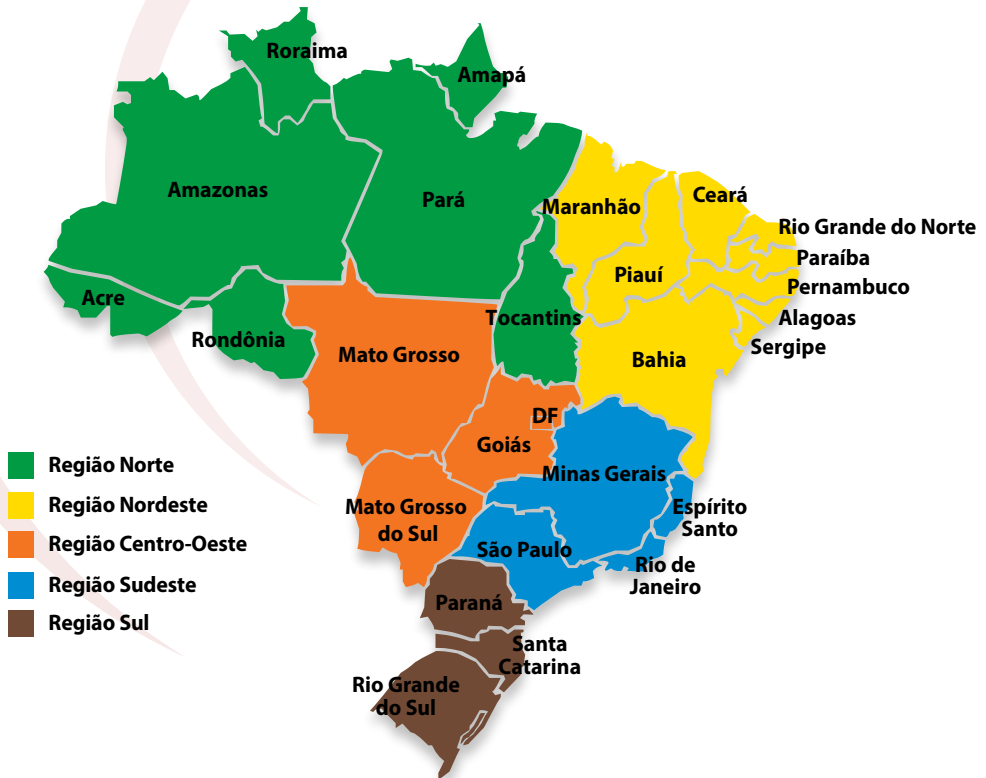 Roraima
Amapá
Amazonas
Pará
Maranhão
Ceará
Rio Grande do Norte
Paraíba
Piauí
Pernambuco
Acre
Tocantins
Alagoas
Rondônia
Mato Grosso
Bahia
Sergipe
DF
Goiás
Minas Gerais
Mato Grosso
do Sul
Espírito
Santo
São Paulo
Rio de
Janeiro
Paraná
Santa
Catarina
Rio Grande
do Sul
Região Norte
Região Nordeste
Região Centro-Oeste
Região Sudeste
Região Sul